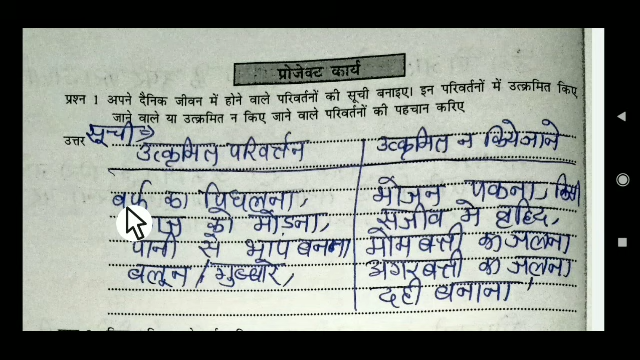 प्रोजेक्ट कार्य
प्रश्न 1 अपने दैनिक जीवन में होने वाले परिवर्तनों की सूची बनाइए। इन परिवर्तनों में उत्क्रमित किए
जाने वाले या उत्क्रमित न किए जाने वाले परिवर्तनों की पहचान करिए
उत्तर सूची⇒
उत्क्रमित परिवर्तन उत्क्रमित न कियेजाने
बर्फ का पिघलना, भोजन पकना, किसी
को मोड़ना, सजीव मे वृध्दि,
पानी से भाप बनना मोमबत्ती का जलना
बलून / गुब्बारे, अगरबत्ती का जलना
दही बनाना